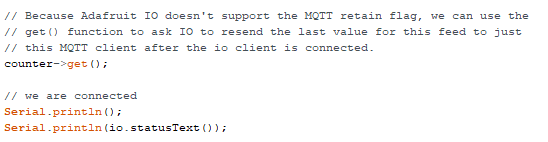 // Because Adafruit IO doesn't support the MQTT retain flag, we can use the
// get() function to ask IO to resend the last value for this feed to just
// this MQTT client after the io client is connected.
counter->get();
// we are connected
Serial.println();
Serial.println(io.statusText());